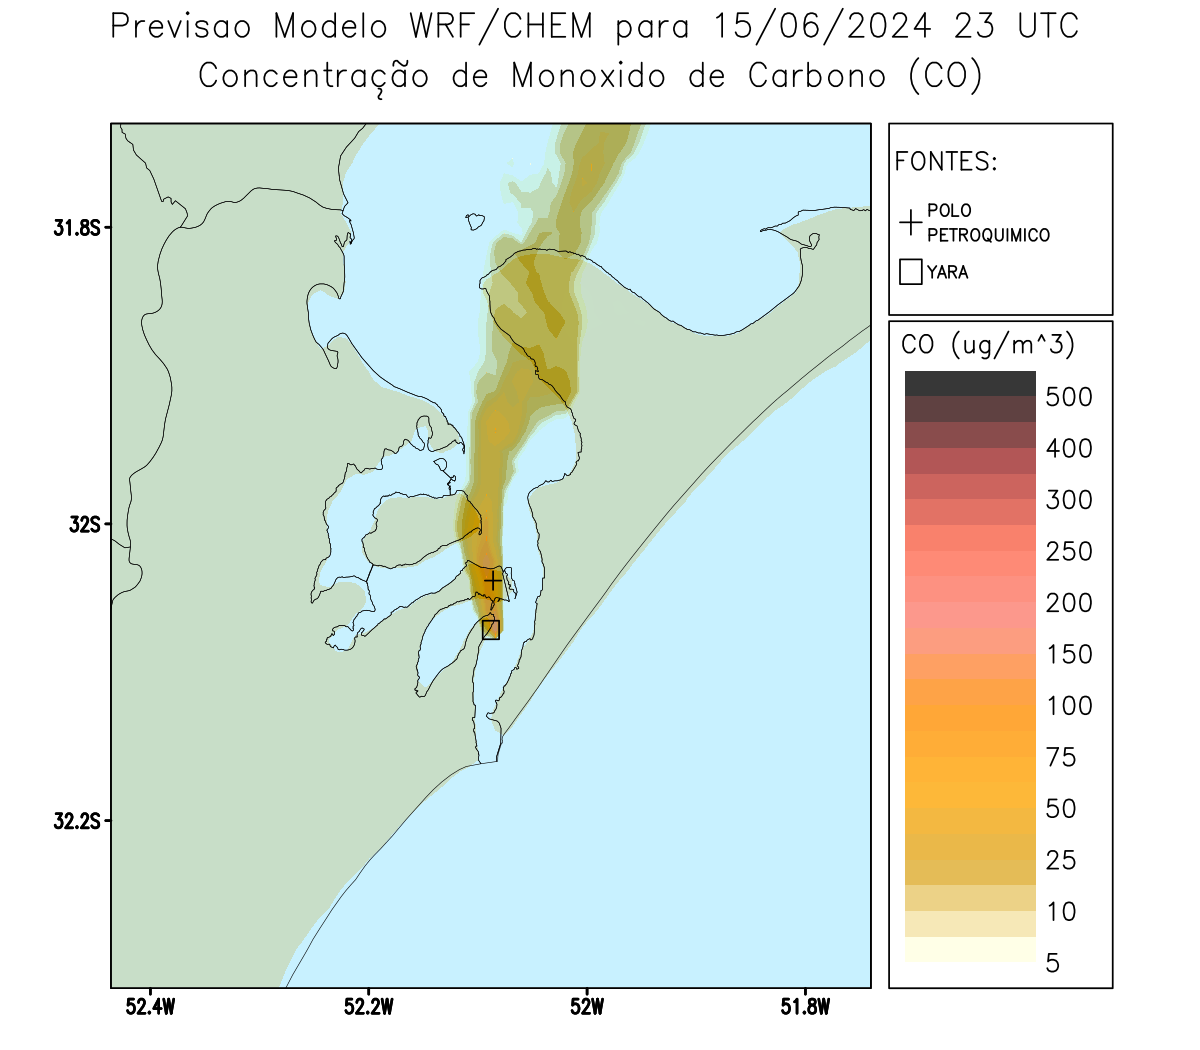 Previsao Modelo WRF/CHEM para 15/06/2024 23 UTC
Concentração de Monoxido de Carbono (CO)
FONTES:
POLO
PETROQUIMICO
YARA
31.8S
32S
32.2S
52.4W
52.2W
52W
51.8W
CO (ug/m^3)
500
400
300
250
200
150
100
75
50
25
10
5